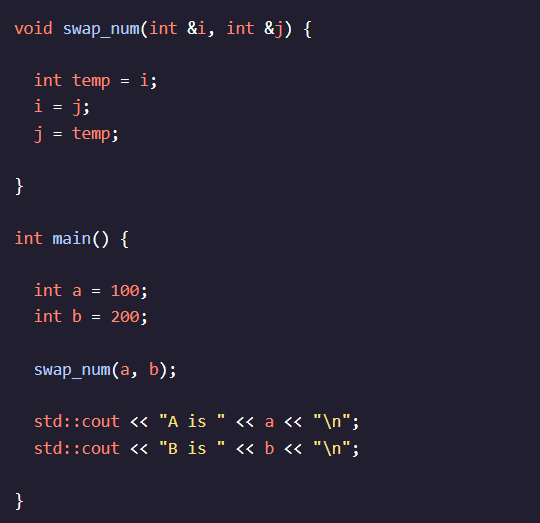 void swap_num(int &i, int &j) {
  int temp = i;
  i = j;
  j = temp;
}
int main() {
  int a = 100;
  int b = 200;
  swap_num(a, b);
  std::cout << "A is " << a << "\n";
  std::cout << "B is " << b << "\n";
}